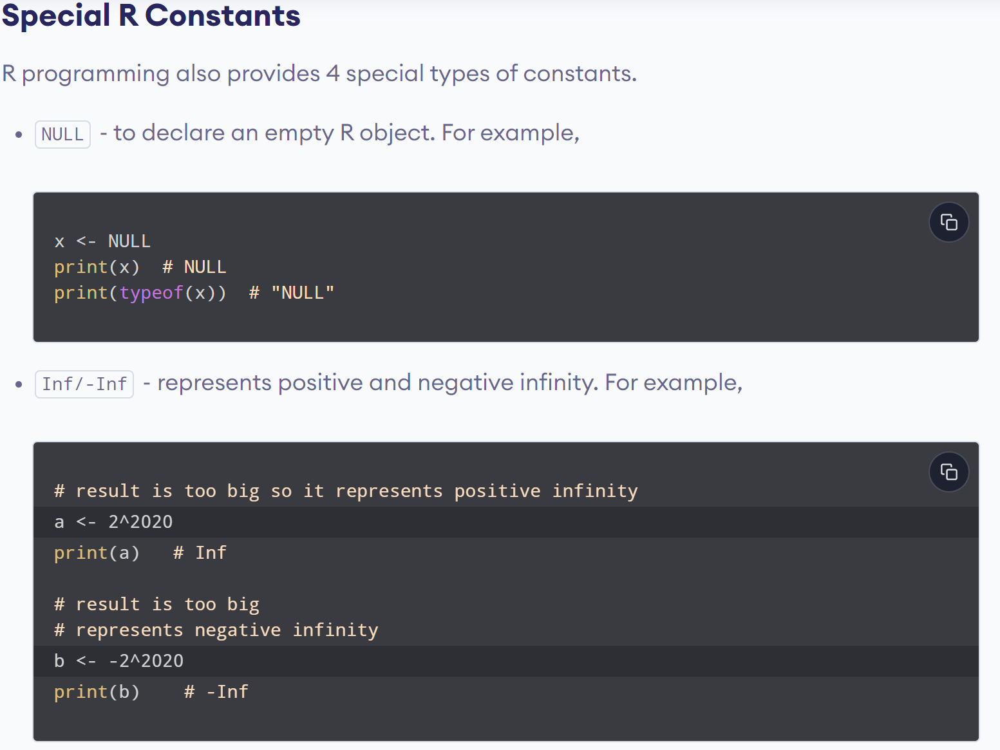 Special R Constants
R programming also provides 4 special types of constants.
• NULL - to declare an empty R object. For example,
x <- NULL
print(x)  # NULL
print(typeof(x))  # "NULL"
• Inf/-Inf - represents positive and negative infinity. For example,
# result is too big so it represents positive infinity
a <- 2^2020
print(a)   # Inf
# result is too big
# represents negative infinity
b <- -2^2020
print(b)    # -Inf